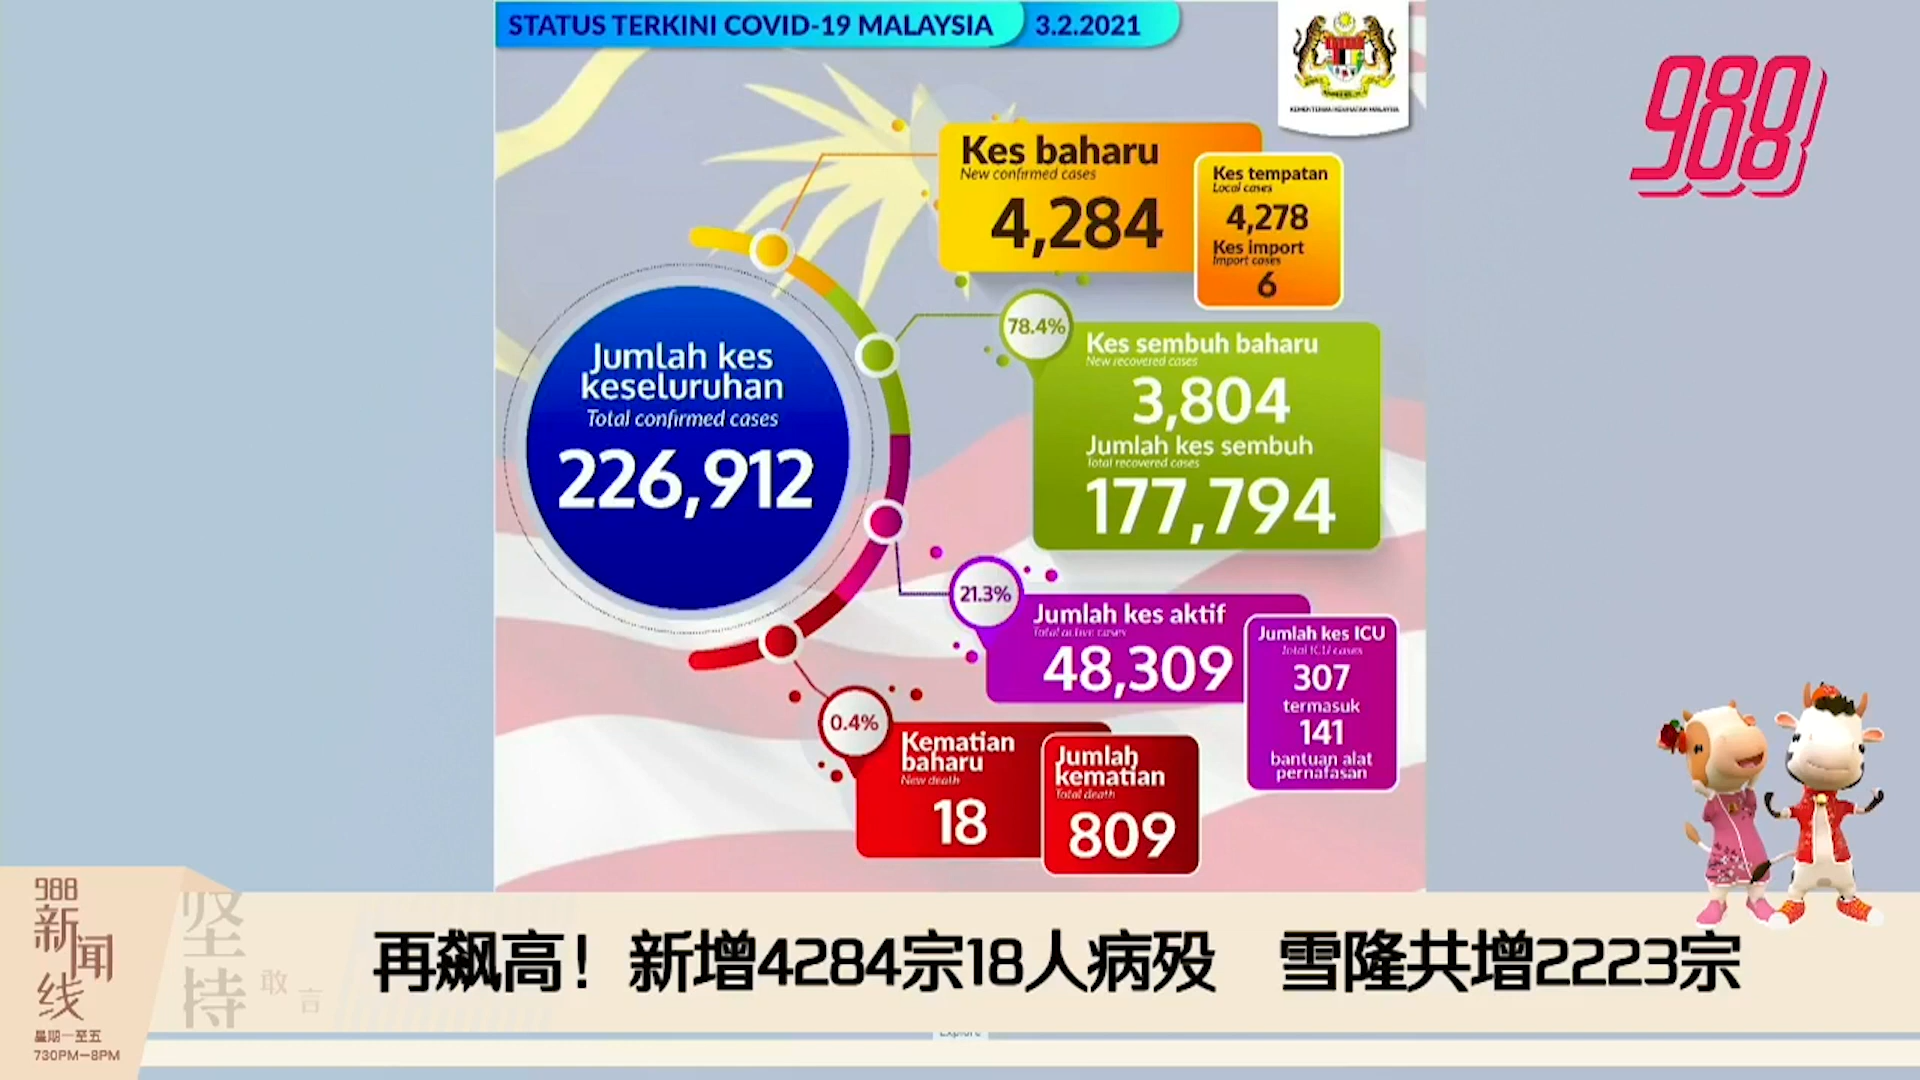 STATUS TERKINI COVID-19 MALAYSIA 3.2.2021
KEMENTERIAN KESIHATAN MALAYSIA
988
Kes baharu
New confirmed cases
4,284
Kes tempatan
Local cases
4,278
Kes import
Import cases
6
78.4%
Kes sembuh baharu
New recovered cases
3,804
Jumlah kes sembuh
Total recovered cases
177,794
Jumlah kes
keseluruhan
Total confirmed cases
226,912
21.3%
Jumlah kes aktif
Total active cases
48,309
Jumlah kes ICU
Total ICU cases
307
termasuk
141
bantuan alat
pernafasan
0.4%
Kematian
baharu
New death
18
Jumlah
kematian
Total death
809
988
新闻线
星期一至五
730PM–8PM
坚持
敢言
再飙高！新增4284宗18人病殁 雪隆共增2223宗
Explore